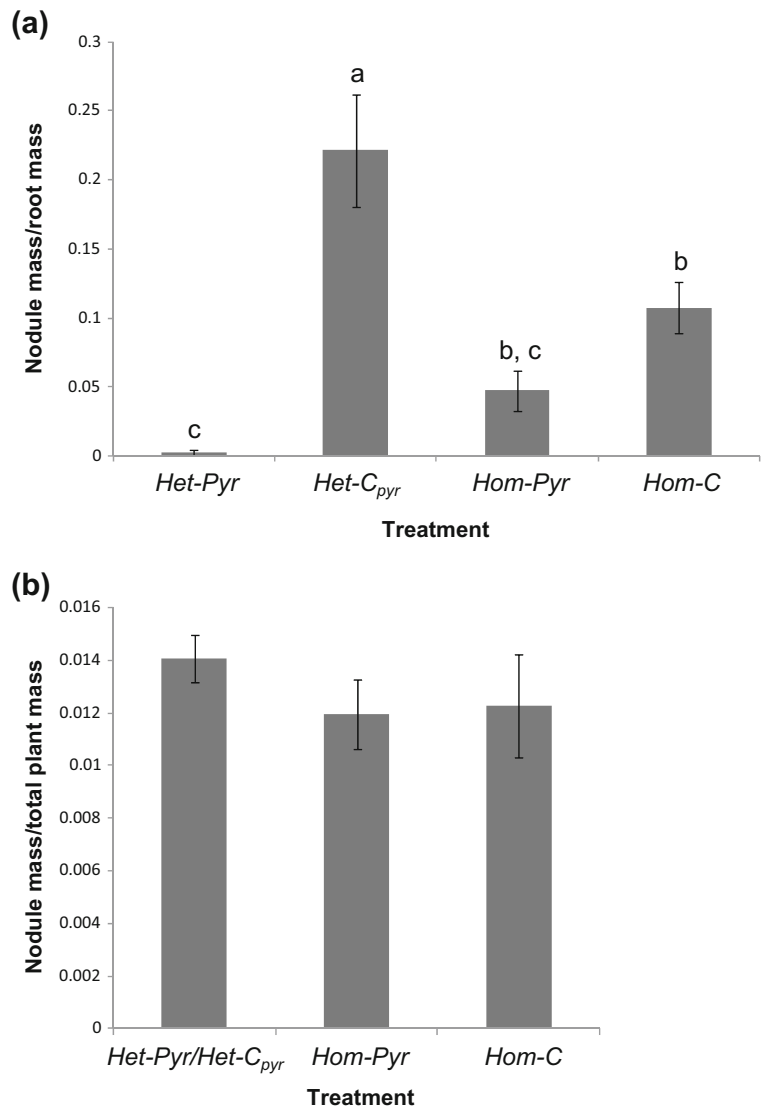 (a)
Nodule mass/root mass
0.3
0.25
0.2
0.15
0.1
0.05
0
a
b
b, c
c
Het-Pyr Het-Cpyr Hom-Pyr Hom-C
Treatment
(b)
Nodule mass/total plant mass
0.016
0.014
0.012
0.01
0.008
0.006
0.004
0.002
0
Het-Pyr/Het-Cpyr Hom-Pyr Hom-C
Treatment